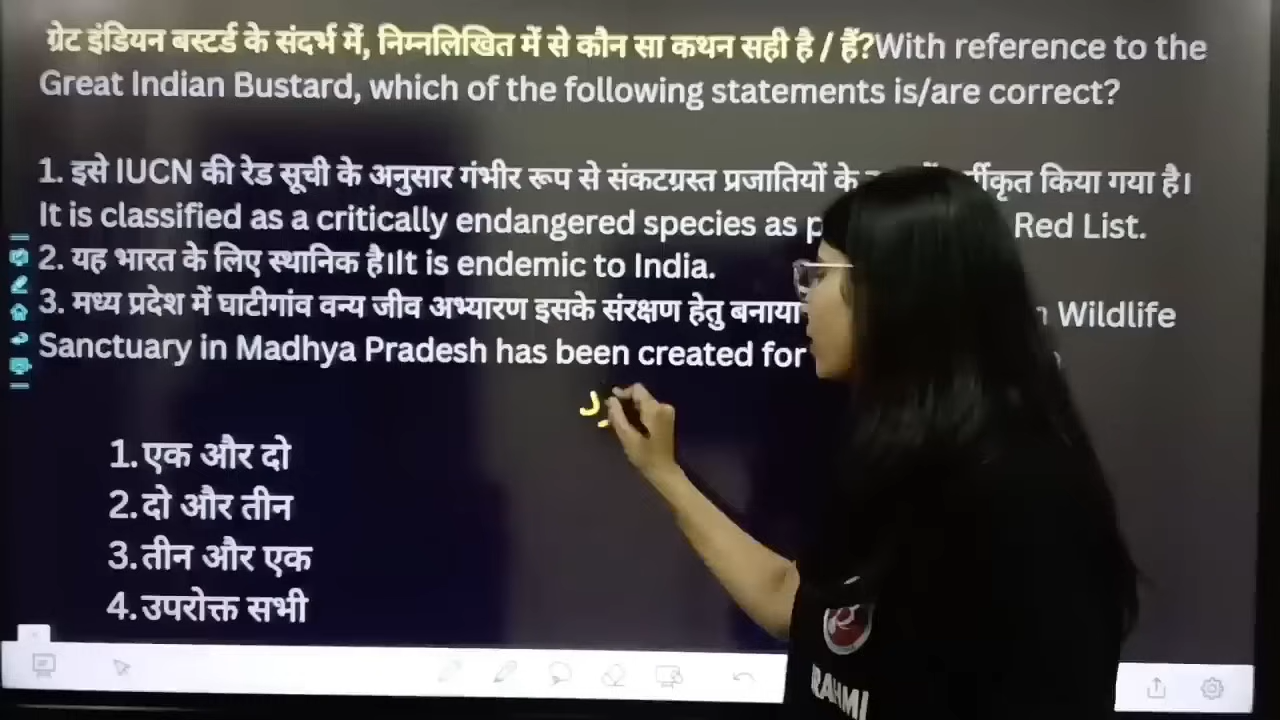 ग्रेट इंडियन बस्टर्ड के संदर्भ में, निम्नलिखित में से कौन सा कथन सही है / हैं?With reference to the
Great Indian Bustard, which of the following statements is/are correct?
1. इसे IUCN की रेड सूची के अनुसार गंभीर रूप से संकटग्रस्त प्रजातियों के किया गया है।
It is classified as a critically endangered species as Red List.
2. यह भारत के लिए स्थानिक है।It is endemic to India.
3. मध्य प्रदेश में घाटीगांव वन्य जीव अभ्यारण इसके संरक्षण हेतु बनाया Wildlife
Sanctuary in Madhya Pradesh has been created for
1. एक और दो
2. दो और तीन
3. तीन और एक
4. उपरोक्त सभी